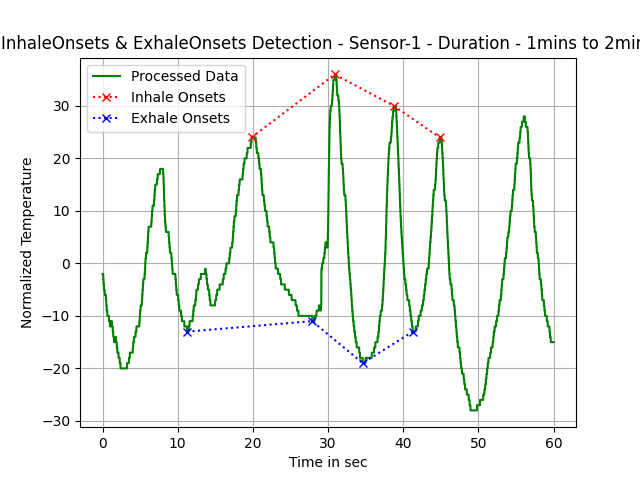 InhaleOnsets & ExhaleOnsets Detection - Sensor-1 - Duration - 1mins to 2min
Processed Data
Inhale Onsets
Exhale Onsets
Normalized Temperature
30
20
10
0
−10
−20
−30
0 10 20 30 40 50 60
Time in sec